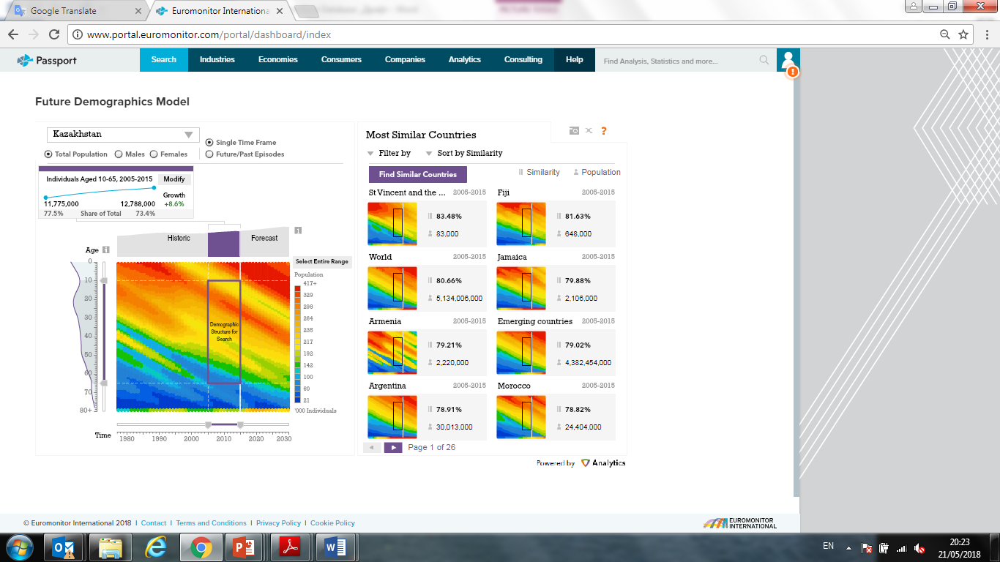 Google Translate
Euromonitor Internationa
www.portal.euromonitor.com/portal/dashboard/index
Passport
Search Industries Economies Consumers Companies Analytics Consulting Help
Find Analysis, Statistics and more...
Future Demographics Model
Kazakhstan
Total Population Males Females
Single Time Frame
Future/Past Episodes
Individuals Aged 10-65, 2005-2015 Modify
Growth
11,775,000 12,788,000 +8.6%
77.5% Share of Total 73.4%
Historic Forecast
Age
Select Entire Range
0
10
20
30
40
50
60
70
80+
Demographic
Structure for
Search
Population
417+
329
298
264
235
217
192
142
100
60
21
'000 Individuals
Time
1980 1990 2000 2010 2020 2030
Most Similar Countries
Filter by Sort by Similarity
Find Similar Countries
Similarity Population
St Vincent and the ... 2005-2015
83.48%
83,000
Fiji 2005-2015
81.63%
648,000
World 2005-2015
80.66%
5,134,006,000
Jamaica 2005-2015
79.88%
2,106,000
Armenia 2005-2015
79.21%
2,220,000
Emerging countries 2005-2015
79.02%
4,382,454,000
Argentina 2005-2015
78.91%
30,013,000
Morocco 2005-2015
78.82%
24,404,000
Page 1 of 26
Powered by Analytics
© Euromonitor International 2018 | Contact | Terms and Conditions | Privacy Policy | Cookie Policy
EUROMONITOR
INTERNATIONAL
EN
20:23
21/05/2018